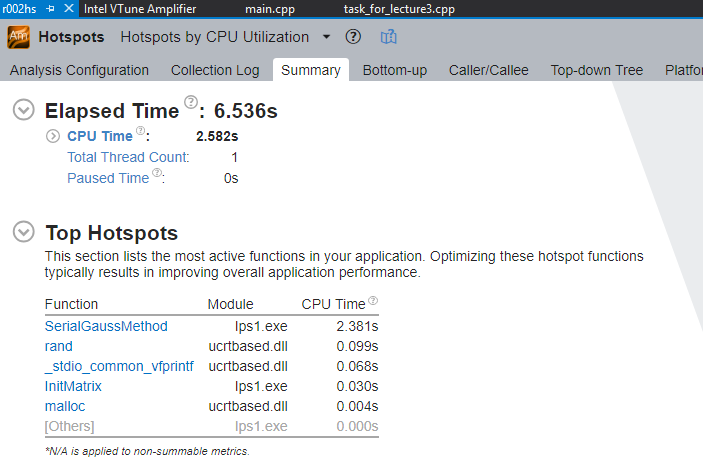 r002hs Intel VTune Amplifier main.cpp task_for_lecture3.cpp
Hotspots Hotspots by CPU Utilization
Analysis Configuration Collection Log Summary Bottom-up Caller/Callee Top-down Tree Platfo
Elapsed Time ? : 6.536s
CPU Time ? : 2.582s
Total Thread Count: 1
Paused Time ? : 0s
Top Hotspots
This section lists the most active functions in your application. Optimizing these hotspot functions
typically results in improving overall application performance.
Function Module CPU Time ?
SerialGaussMethod lps1.exe 2.381s
rand ucrtbased.dll 0.099s
_stdio_common_vfprintf ucrtbased.dll 0.068s
InitMatrix lps1.exe 0.030s
malloc ucrtbased.dll 0.004s
[Others] lps1.exe 0.000s
*N/A is applied to non-summable metrics.